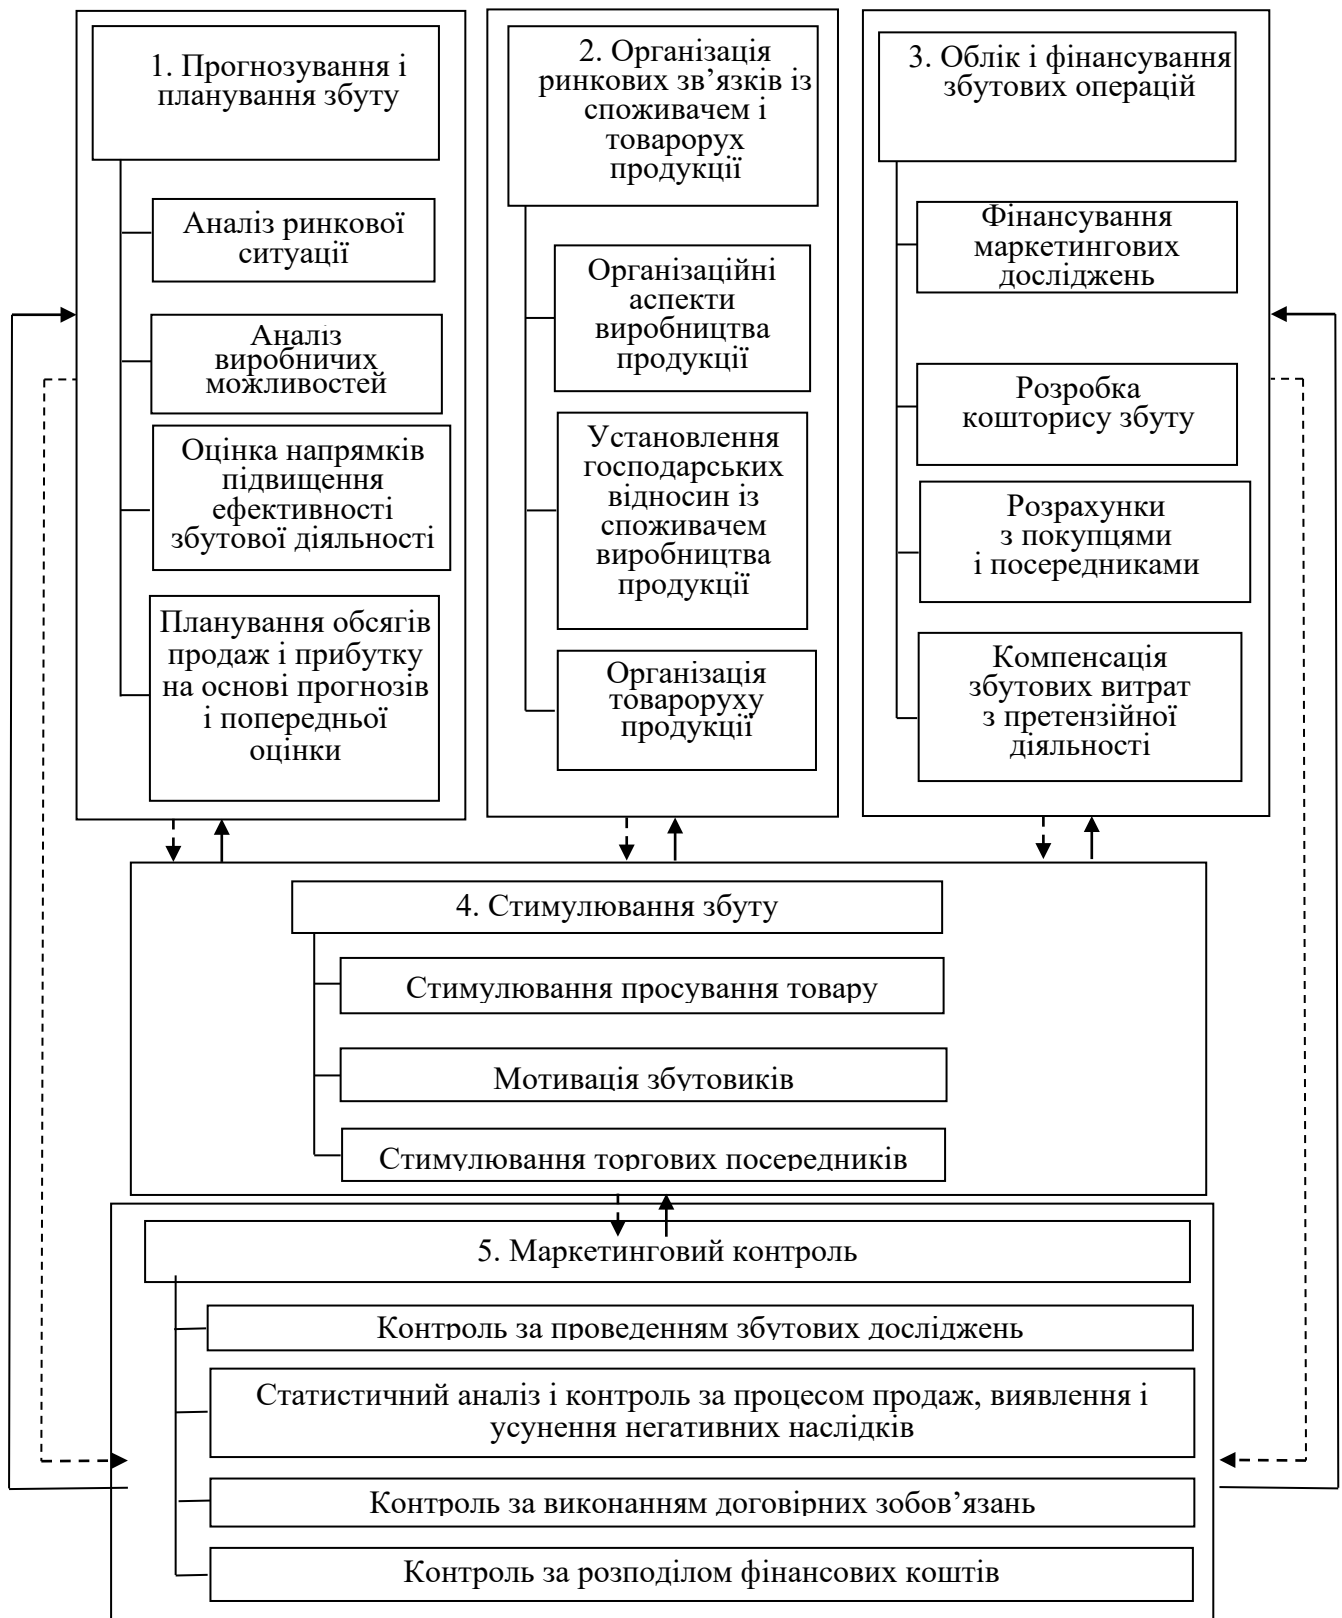 1. Прогнозування і
планування збуту
Аналіз ринкової
ситуації
Аналіз
виробничих
можливостей
Оцінка напрямків
підвищення
ефективності
збутової діяльності
Планування обсягів
продаж і прибутку
на основі прогнозів
і попередньої
оцінки
2. Організація
ринкових зв’язків із
споживачем і
товарорух
продукції
Організаційні
аспекти
виробництва
продукції
Установлення
господарських
відносин із
споживачем
виробництва
продукції
Організація
товароруху
продукції
3. Облік і фінансування
збутових операцій
Фінансування
маркетингових
досліджень
Розробка
кошторису збуту
Розрахунки
з покупцями
і посередниками
Компенсація
збутових витрат
з претензійної
діяльності
4. Стимулювання збуту
Стимулювання просування товару
Мотивація збутовиків
Стимулювання торгових посередників
5. Маркетинговий контроль
Контроль за проведенням збутових досліджень
Статистичний аналіз і контроль за процесом продаж, виявлення і
усунення негативних наслідків
Контроль за виконанням договірних зобов’язань
Контроль за розподілом фінансових коштів